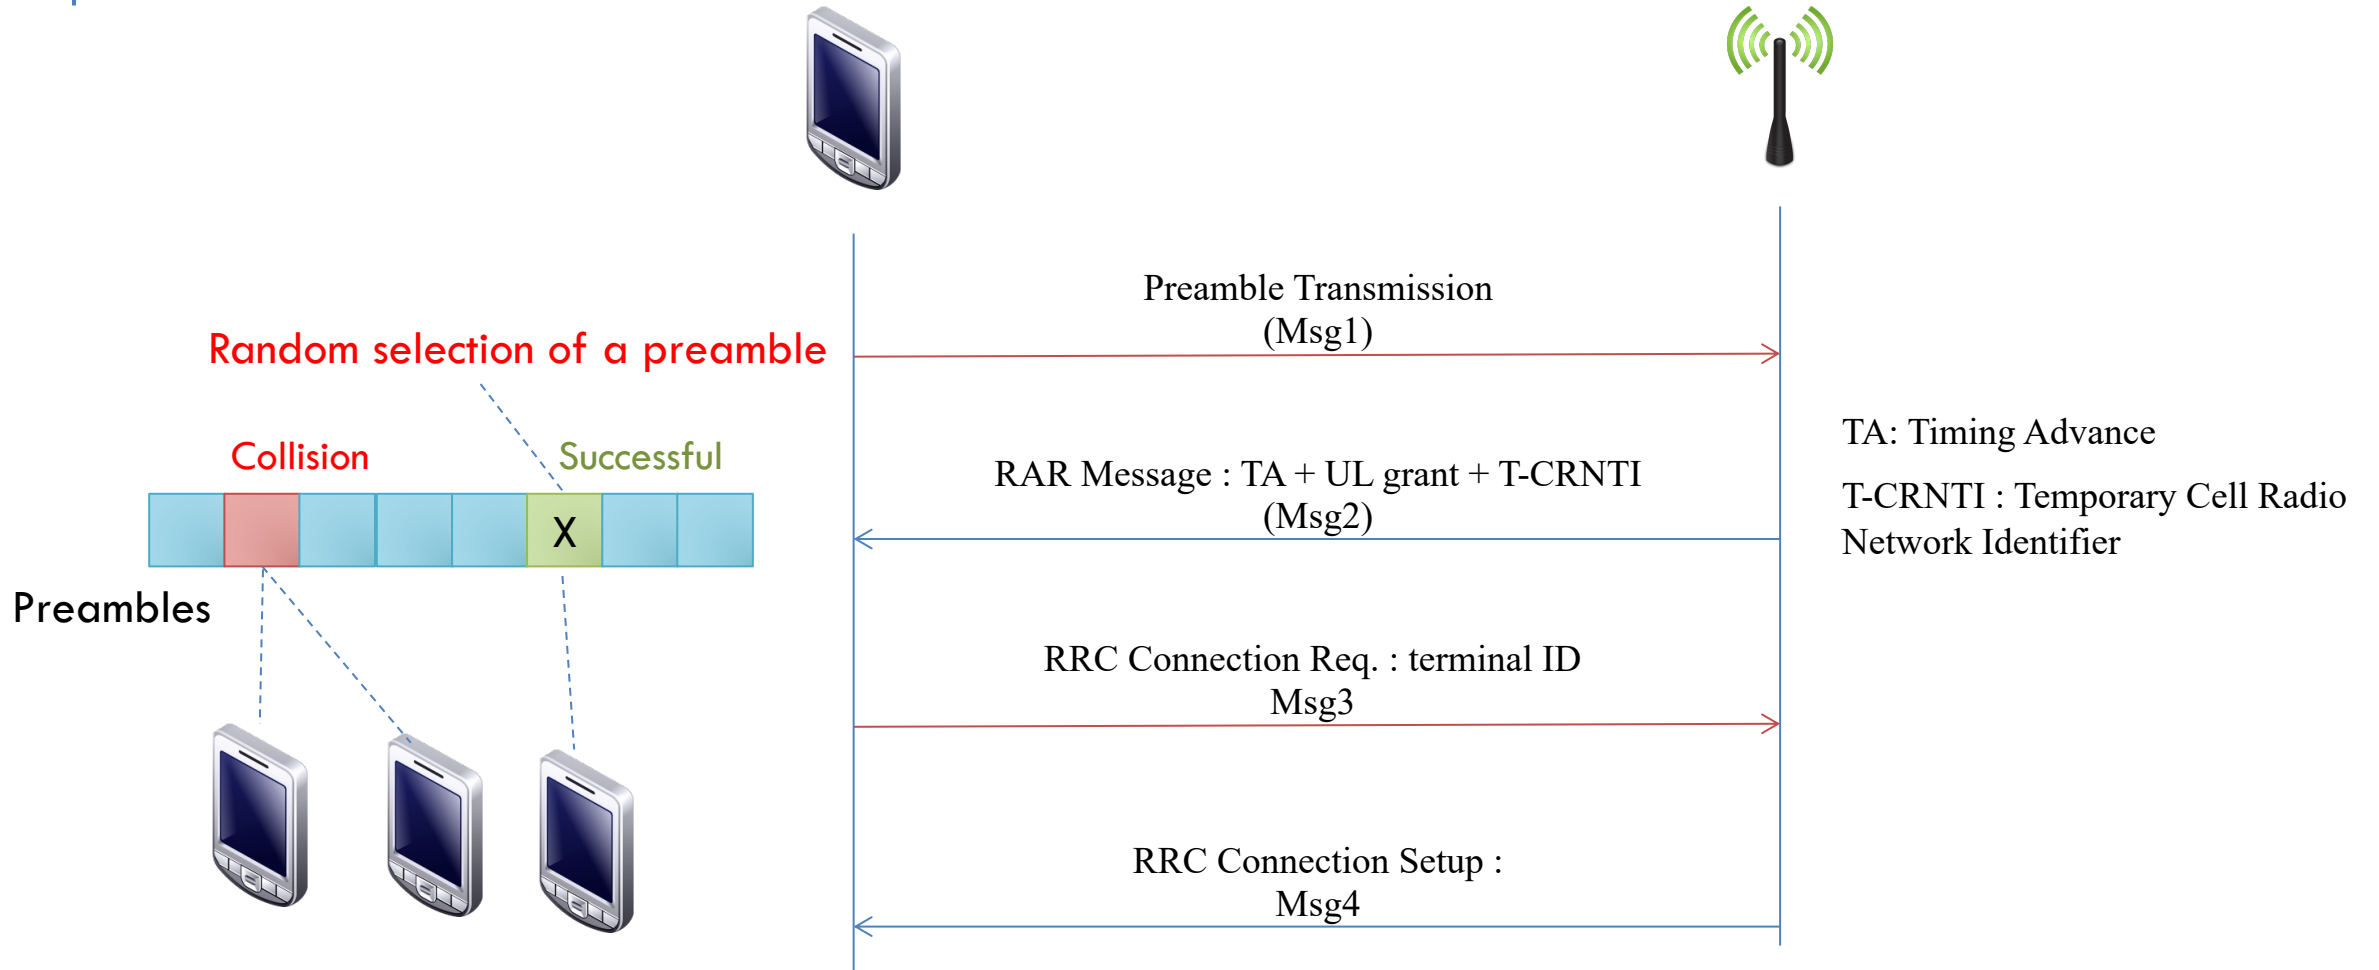 Preamble Transmission
(Msg1)
Random selection of a preamble
Collision
Successful
X
Preambles
RAR Message : TA + UL grant + T-CRNTI
(Msg2)
TA: Timing Advance
T-CRNTI : Temporary Cell Radio
Network Identifier
RRC Connection Req. : terminal ID
Msg3
RRC Connection Setup :
Msg4